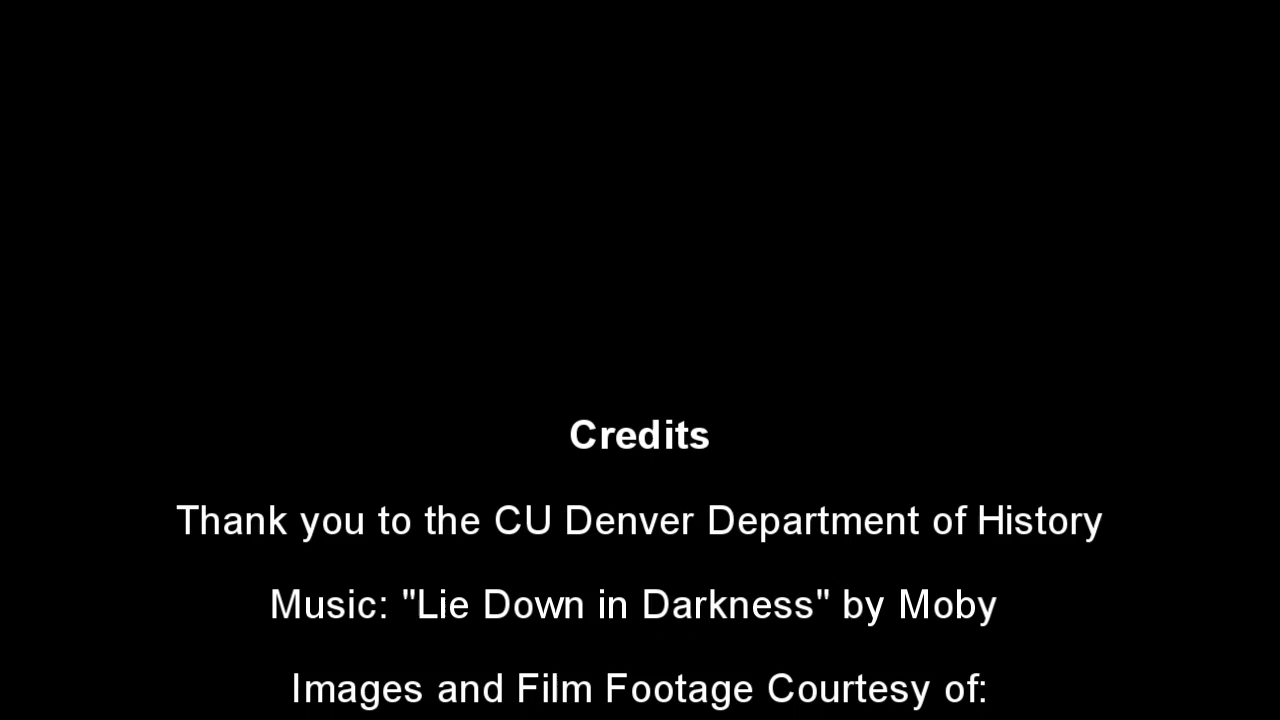 Credits
Thank you to the CU Denver Department of History
Music: "Lie Down in Darkness" by Moby
Images and Film Footage Courtesy of: